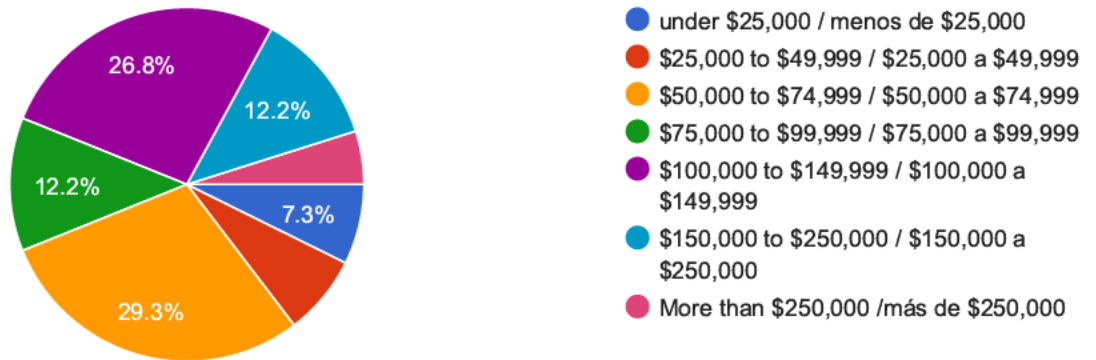 26.8%
12.2%
12.2%
7.3%
29.3%
under $25,000 / menos de $25,000
$25,000 to $49,999 / $25,000 a $49,999
$50,000 to $74,999 / $50,000 a $74,999
$75,000 to $99,999 / $75,000 a $99,999
$100,000 to $149,999 / $100,000 a
$149,999
$150,000 to $250,000 / $150,000 a
$250,000
More than $250,000 /más de $250,000